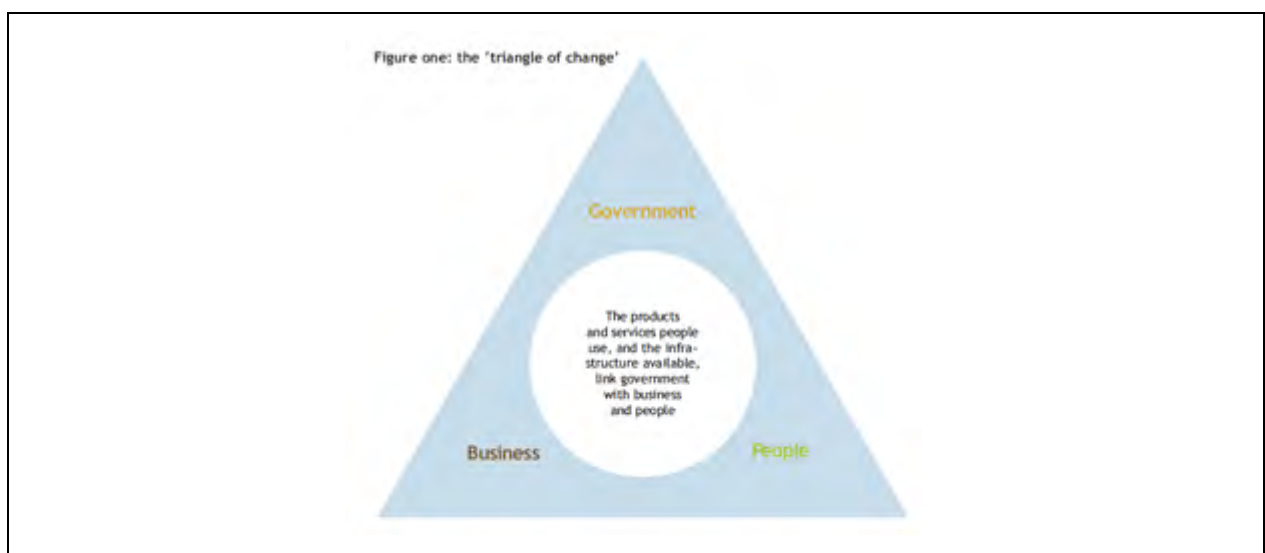 Figure one: the 'triangle of change'
Government
The products
and services people
use, and the infra-
structure available,
link government
with business
and people
Business
People